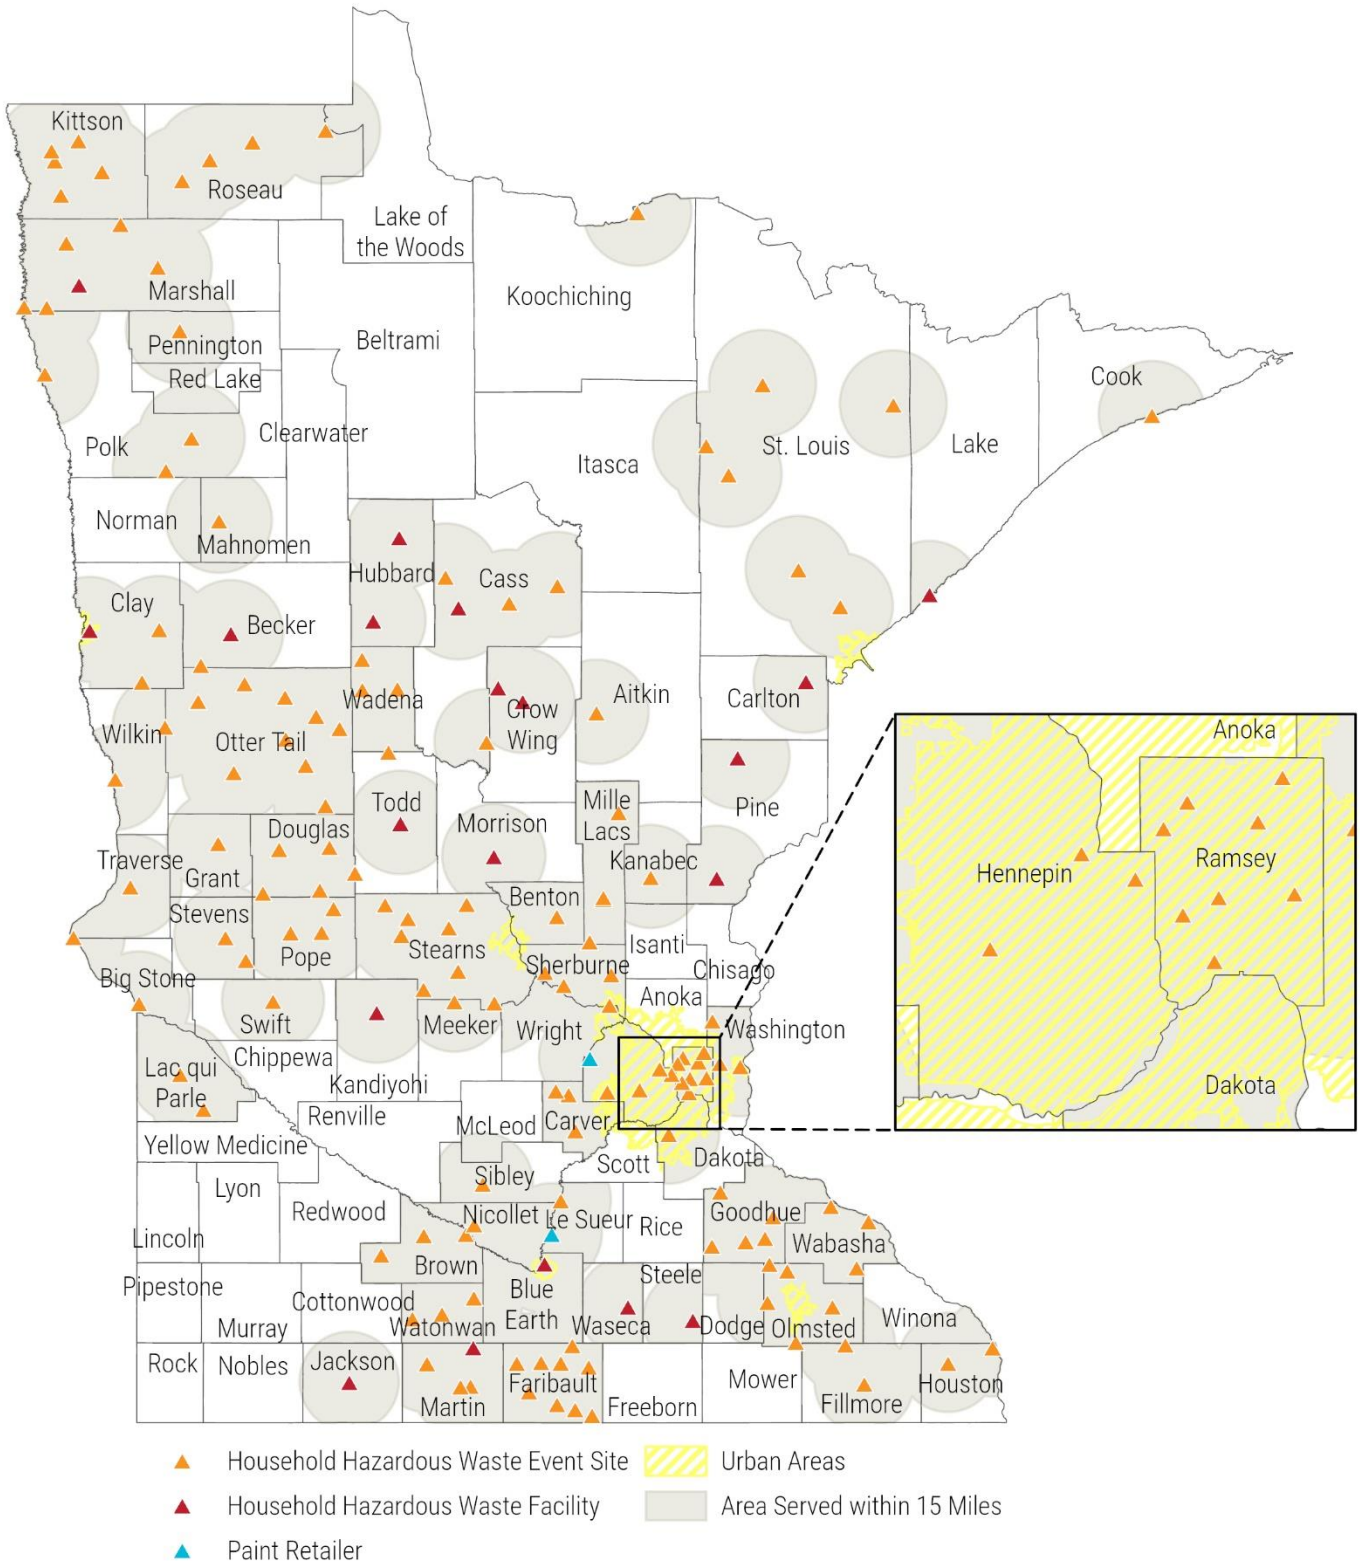 Kittson
Roseau
Lake of
the Woods
Koochiching
Marshall
Beltrami
Pennington
Red Lake
Cook
Clearwater
Polk
St. Louis
Lake
Itasca
Norman
Mahnomen
Hubbard
Cass
Clay
Becker
Wadena
Aitkin
Carlton
Crow
Wing
Wilkin
Otter Tail
Anoka
Todd
Mille
Lacs
Pine
Douglas
Morrison
Traverse
Grant
Kanabec
Hennepin
Ramsey
Benton
Stevens
Stearns
Pope
Isanti
Sherburne
Chisago
Big Stone
Anoka
Swift
Meeker
Wright
Washington
Chippewa
Lac qui
Parle
Kandiyohi
Dakota
Renville
McLeod
Carver
Yellow Medicine
Scott
Dakota
Sibley
Lyon
Redwood
Nicollet
Le Sueur
Rice
Goodhue
Lincoln
Wabasha
Brown
Steele
Pipestone
Blue
Earth
Cottonwood
Murray
Watonwan
Waseca
Dodge
Olmsted
Winona
Rock
Nobles
Jackson
Martin
Faribault
Freeborn
Mower
Fillmore
Houston
Household Hazardous Waste Event Site
Urban Areas
Household Hazardous Waste Facility
Area Served within 15 Miles
Paint Retailer